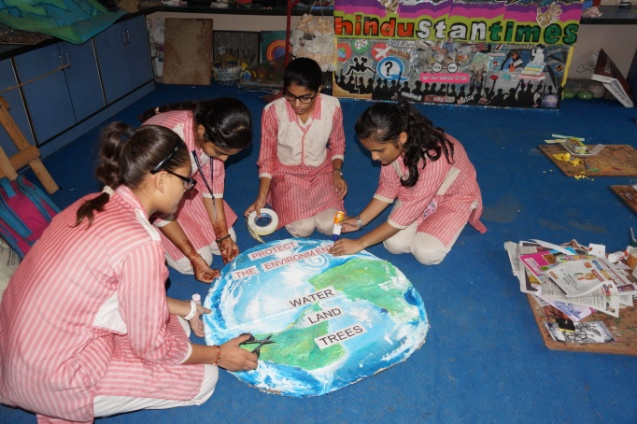 hindustantimes
PROTECT
THE ENVIRONMENT
WATER
LAND
TREES